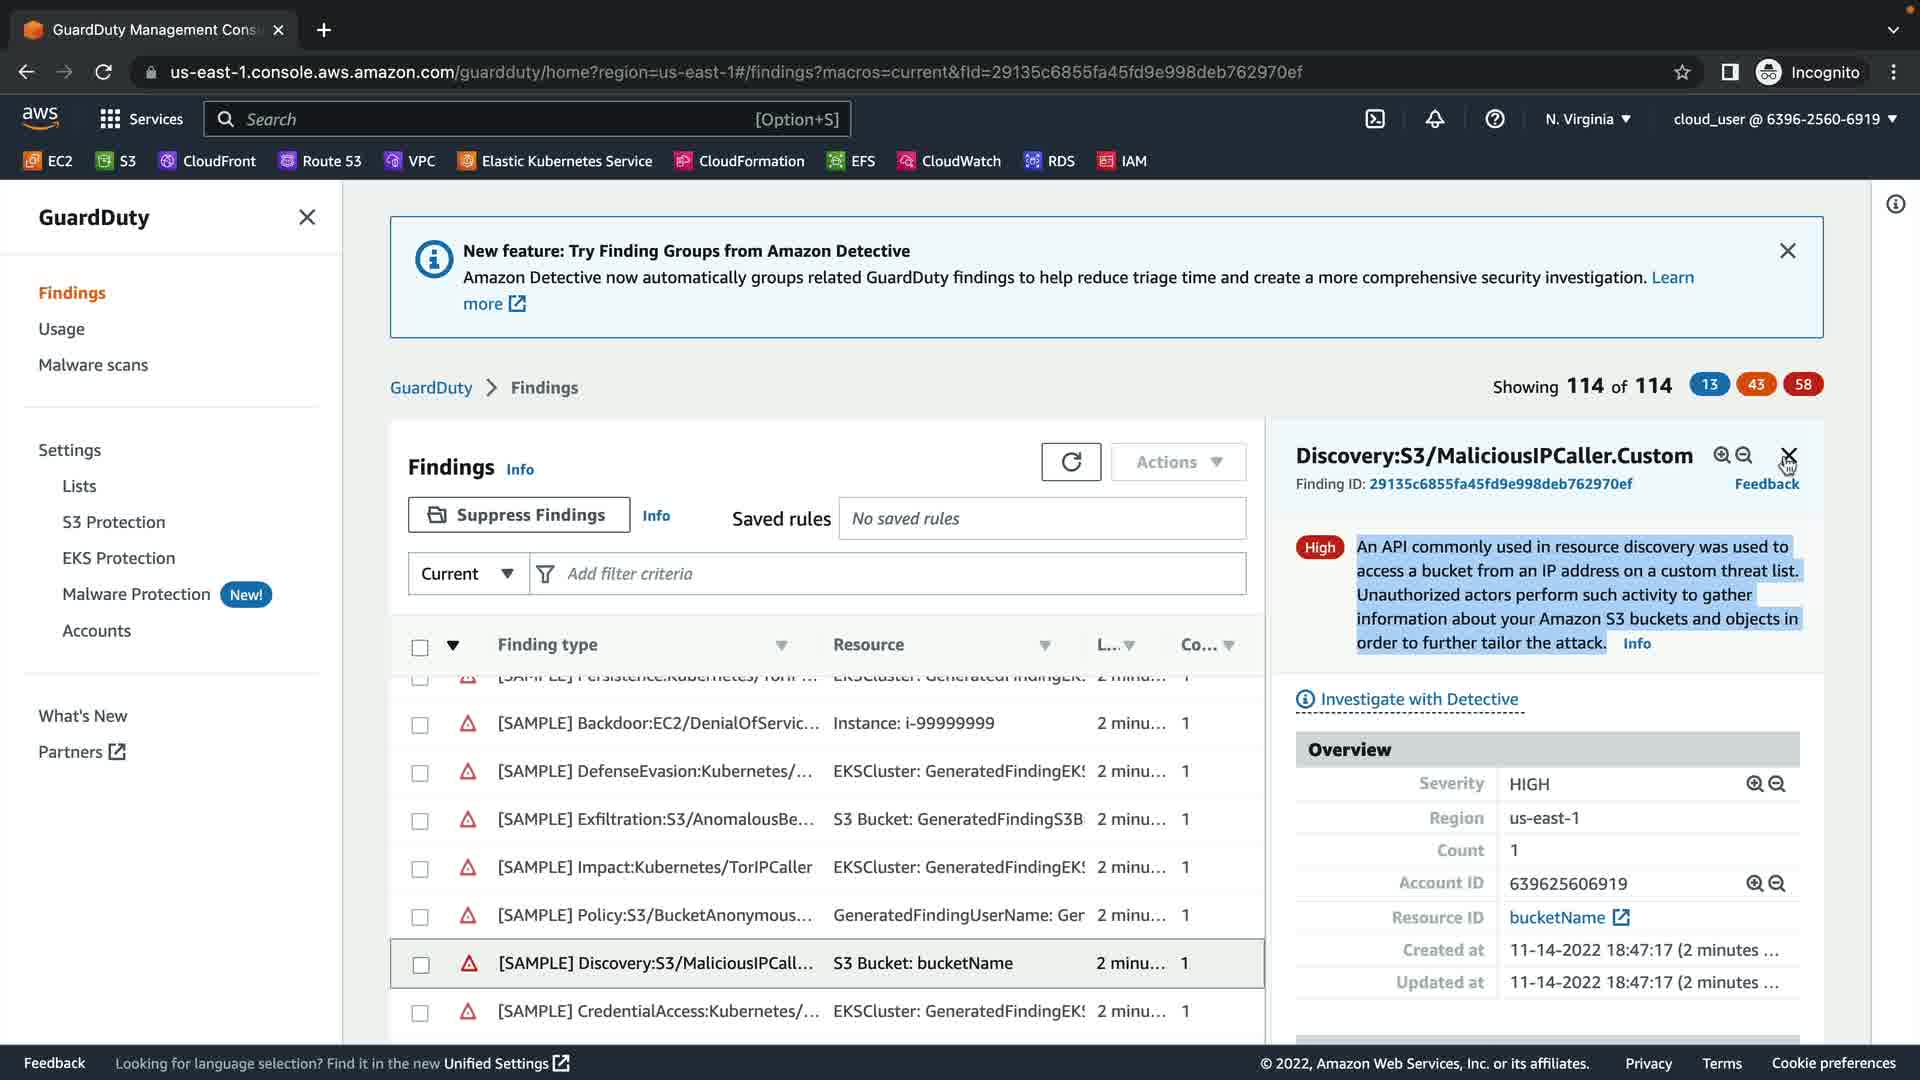 GuardDuty Management Cons
us-east-1.console.aws.amazon.com/guardduty/home?region=us-east-1#/findings?macros=current&fId=29135c6855fa45fd9e998deb762970ef
Incognito
aws
Services
Search
[Option+S]
N. Virginia
cloud_user @ 6396-2560-6919
EC2
S3
CloudFront
Route 53
VPC
Elastic Kubernetes Service
CloudFormation
EFS
CloudWatch
RDS
IAM
GuardDuty
Findings
Usage
Malware scans
Settings
Lists
S3 Protection
EKS Protection
Malware Protection New!
Accounts
What's New
Partners
New feature: Try Finding Groups from Amazon Detective
Amazon Detective now automatically groups related GuardDuty findings to help reduce triage time and create a more comprehensive security investigation. Learn
more
GuardDuty > Findings
Showing 114 of 114 13 43 58
Findings Info
Actions
Suppress Findings Info
Saved rules No saved rules
Current Add filter criteria
Finding type Resource L... Co...
[SAMPLE] Persistence:Kubernetes/TorIP... EKSCluster: GeneratedFindingEKS 2 minu... 1
[SAMPLE] Backdoor:EC2/DenialOfServic... Instance: i-99999999 2 minu... 1
[SAMPLE] DefenseEvasion:Kubernetes/... EKSCluster: GeneratedFindingEKS 2 minu... 1
[SAMPLE] Exfiltration:S3/AnomalousBe... S3 Bucket: GeneratedFindingS3B 2 minu... 1
[SAMPLE] Impact:Kubernetes/TorIPCaller EKSCluster: GeneratedFindingEKS 2 minu... 1
[SAMPLE] Policy:S3/BucketAnonymous... GeneratedFindingUserName: Ger 2 minu... 1
[SAMPLE] Discovery:S3/MaliciousIPCall... S3 Bucket: bucketName 2 minu... 1
[SAMPLE] CredentialAccess:Kubernetes/... EKSCluster: GeneratedFindingEKS 2 minu... 1
Discovery:S3/MaliciousIPCaller.Custom
Finding ID: 29135c6855fa45fd9e998deb762970ef
Feedback
High
An API commonly used in resource discovery was used to
access a bucket from an IP address on a custom threat list.
Unauthorized actors perform such activity to gather
information about your Amazon S3 buckets and objects in
order to further tailor the attack. Info
Investigate with Detective
Overview
Severity HIGH
Region us-east-1
Count 1
Account ID 639625606919
Resource ID bucketName
Created at 11-14-2022 18:47:17 (2 minutes ...
Updated at 11-14-2022 18:47:17 (2 minutes ...
Feedback
Looking for language selection? Find it in the new Unified Settings
© 2022, Amazon Web Services, Inc. or its affiliates.
Privacy
Terms
Cookie preferences